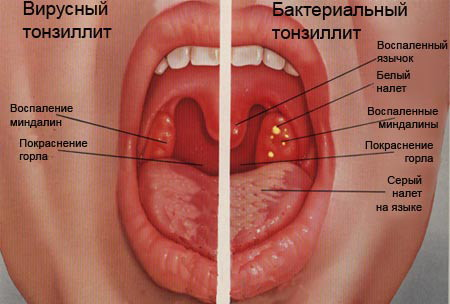 Вирусный
тонзиллит
Воспаление
миндалин
Покраснение
горла
Бактериальный
тонзиллит
Воспаленный
язычок
Белый
налет
Воспаленные
миндалины
Покраснение
горла
Серый
налет
на языке